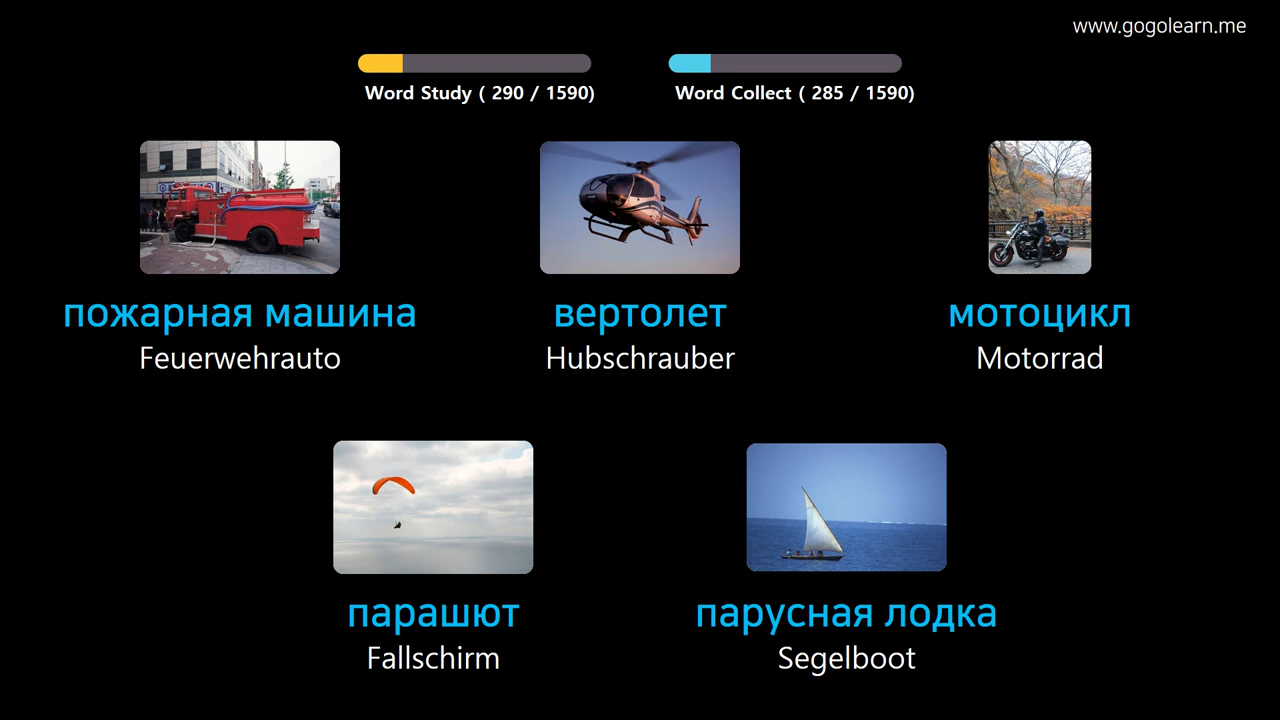 www.gogolearn.me
Word Study ( 290 / 1590)
Word Collect ( 285 / 1590)
пожарная машина
Feuerwehrauto
вертолет
Hubschrauber
мотоцикл
Motorrad
парашют
Fallschirm
парусная лодка
Segelboot